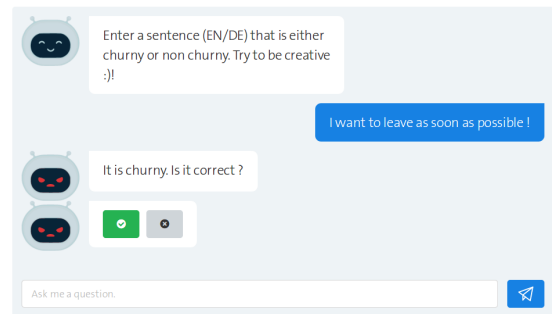 Enter a sentence (EN/DE) that is either
churny or non churny. Try to be creative
:)!
I want to leave as soon as possible !
It is churny. Is it correct ?
Ask me a question.